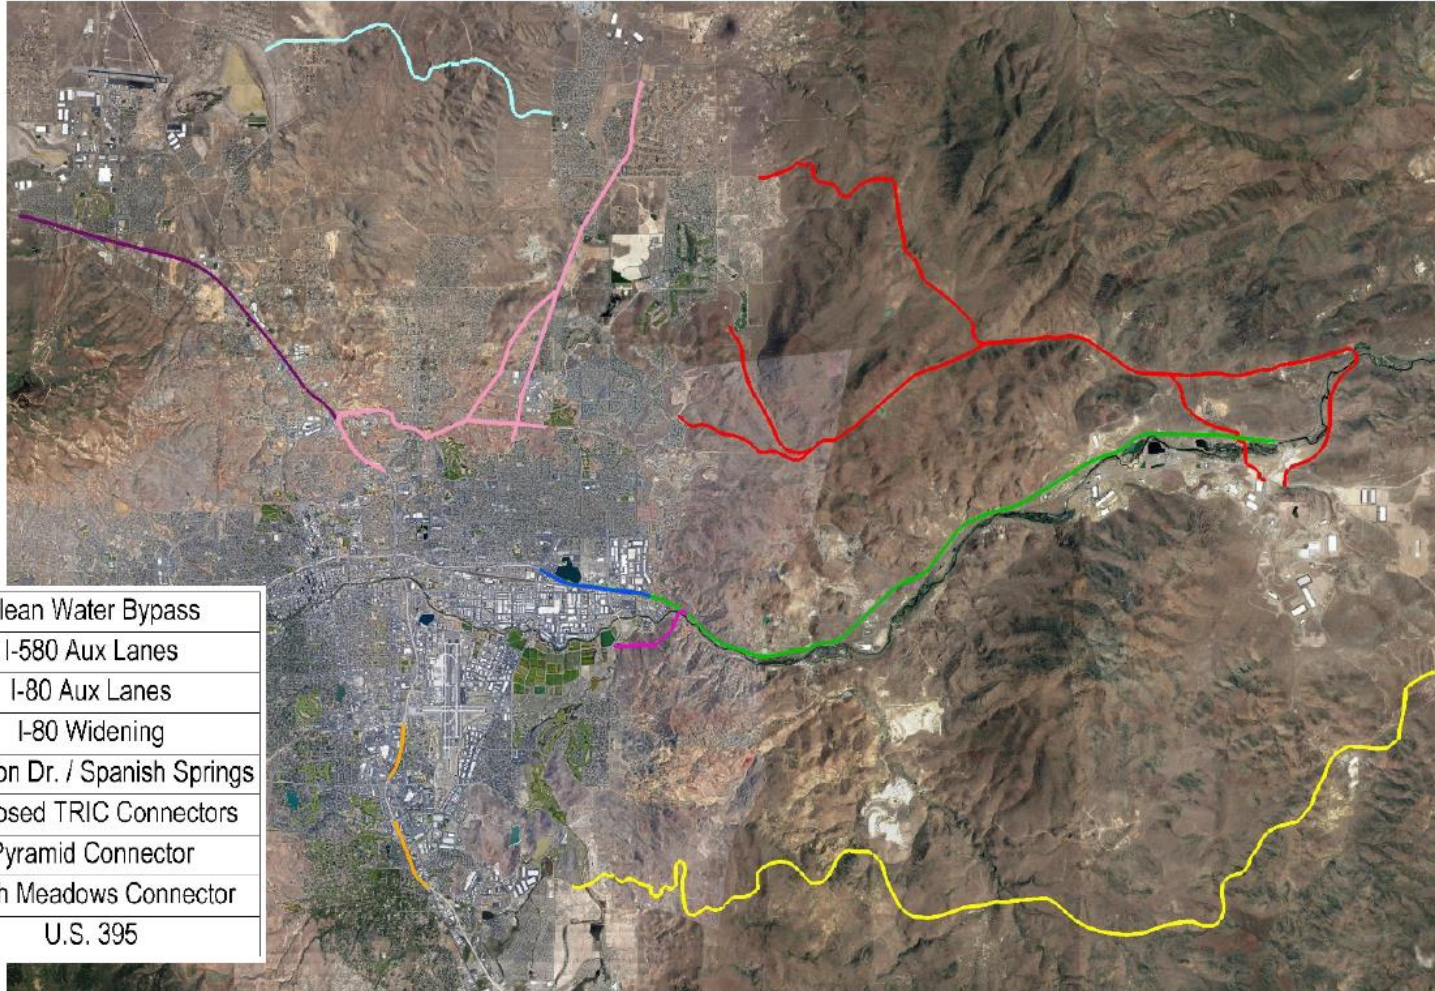 lean Water Bypass
I-580 Aux Lanes
I-80 Aux Lanes
I-80 Widening
on Dr. / Spanish Springs
osed TRIC Connectors
Pyramid Connector
h Meadows Connector
U.S. 395